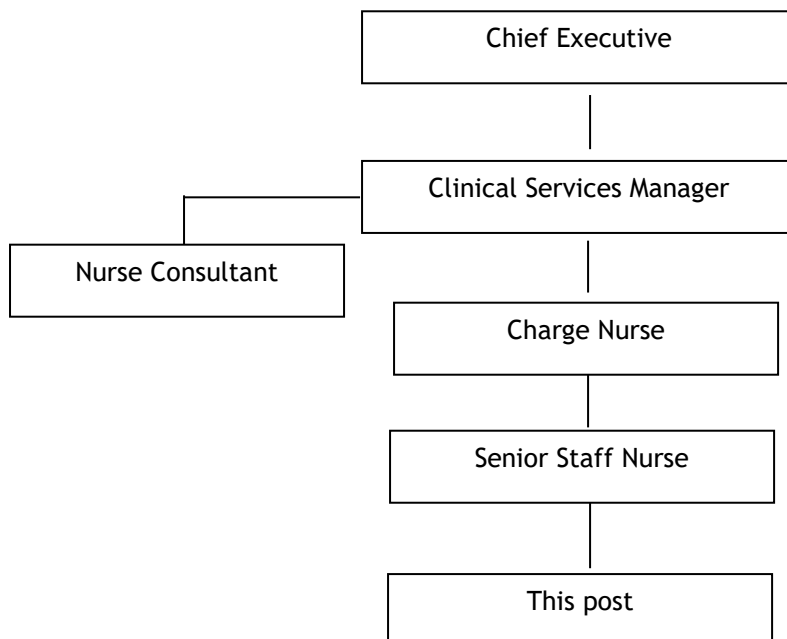 Chief Executive
Clinical Services Manager
Nurse Consultant
Charge Nurse
Senior Staff Nurse
This post